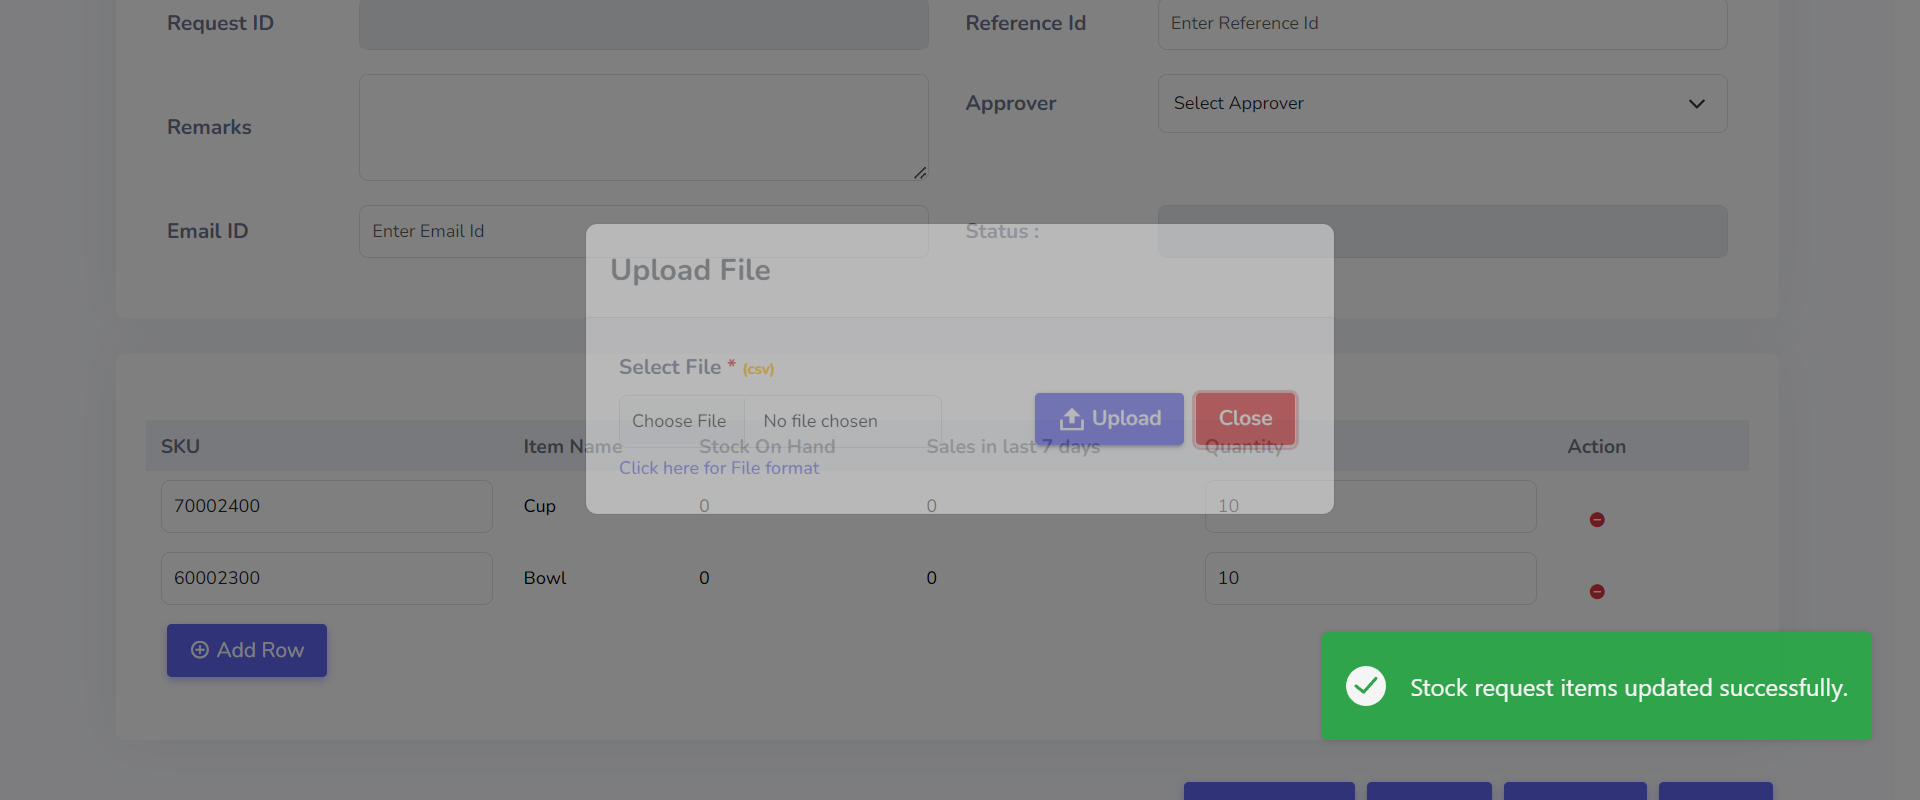 Request ID
Reference Id
Enter Reference Id
Remarks
Approver
Select Approver
Email ID
Enter Email Id
Status :
Upload File
Select File * (csv)
Choose File
No file chosen
Upload
Close
Click here for File format
SKU
Item Name
Stock On Hand
Sales in last 7 days
Quantity
Action
70002400
Cup
0
0
10
60002300
Bowl
0
0
10
Add Row
Stock request items updated successfully.